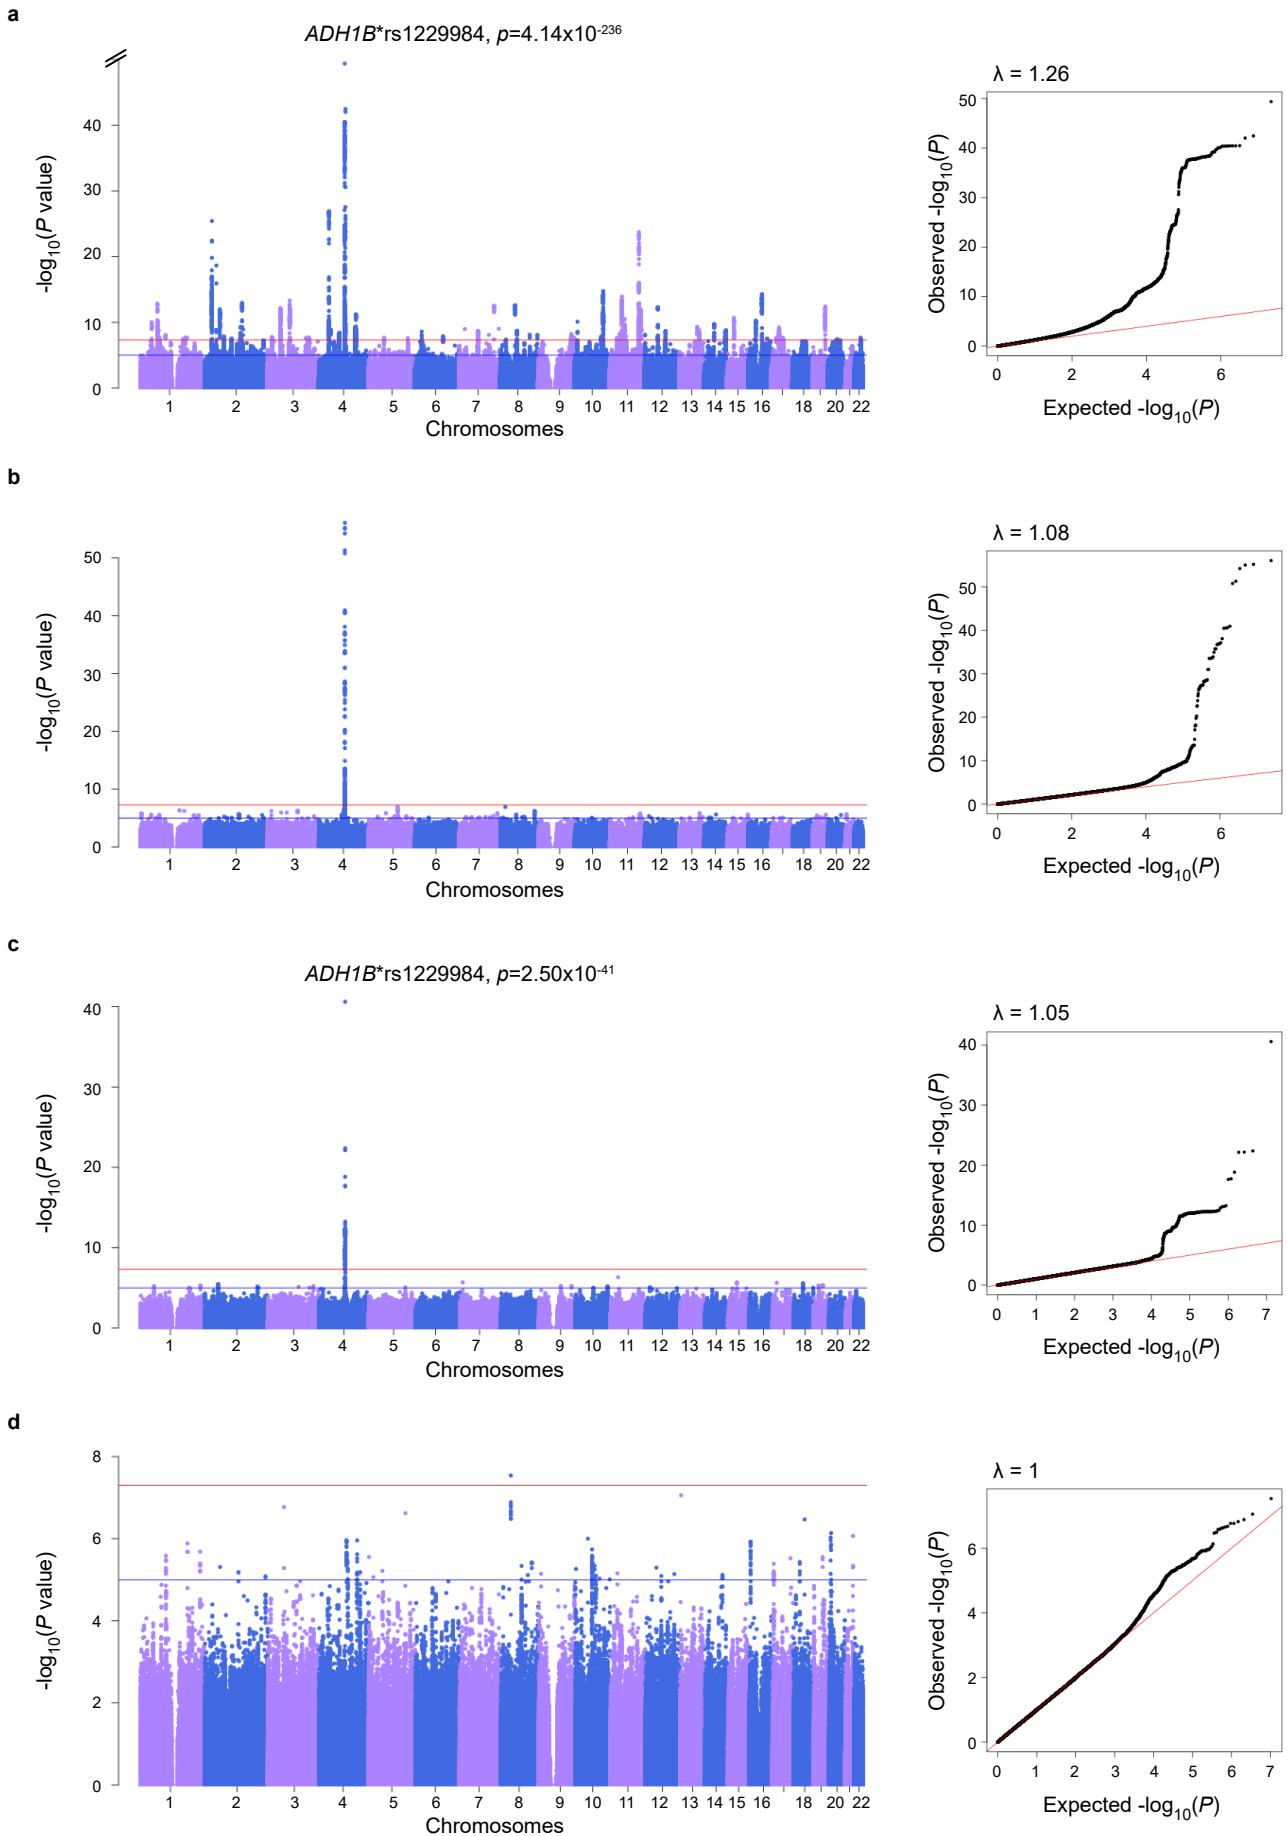 a
ADH1B*rs1229984, p=4.14x10-236
λ = 1.26
-log10(P value)
40
30
20
10
0
1 2 3 4 5 6 7 8 9 10 11 12 13 14 15 16 18 20 22
Chromosomes
Observed -log10(P)
50
40
30
20
10
0
0 2 4 6
Expected -log10(P)
b
λ = 1.08
-log10(P value)
50
40
30
20
10
0
1 2 3 4 5 6 7 8 9 10 11 12 13 14 15 16 18 20 22
Chromosomes
Observed -log10(P)
50
40
30
20
10
0
0 2 4 6
Expected -log10(P)
c
ADH1B*rs1229984, p=2.50x10-41
λ = 1.05
-log10(P value)
40
30
20
10
0
1 2 3 4 5 6 7 8 9 10 11 12 13 14 15 16 18 20 22
Chromosomes
Observed -log10(P)
40
30
20
10
0
0 1 2 3 4 5 6 7
Expected -log10(P)
d
λ = 1
-log10(P value)
8
6
4
2
0
1 2 3 4 5 6 7 8 9 10 11 12 13 14 15 16 18 20 22
Chromosomes
Observed -log10(P)
6
4
2
0
0 1 2 3 4 5 6 7
Expected -log10(P)